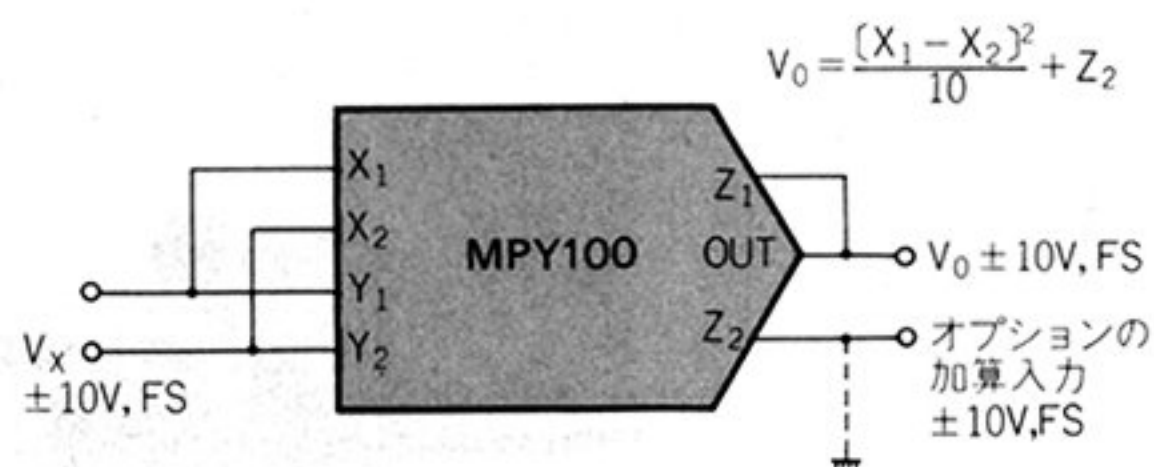 V₀ = (X₁ − X₂)² / 10 + Z₂
X₁
X₂
Y₁
Y₂
MPY100
Z₁
OUT
Z₂
Vₓ
±10V, FS
V₀ ±10V, FS
オプションの
加算入力
±10V,FS